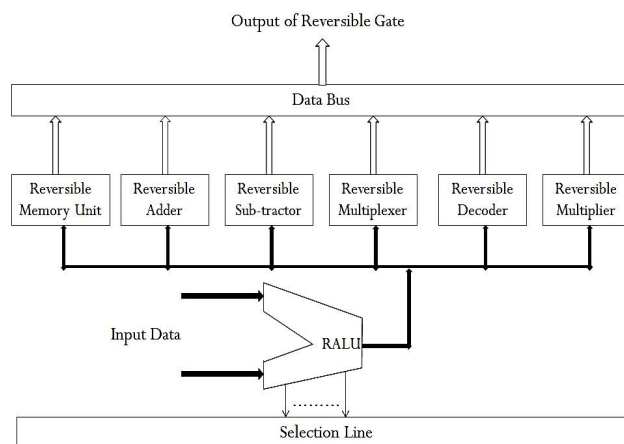 Output of Reversible Gate
Data Bus
Reversible
Memory Unit
Reversible
Adder
Reversible
Sub-tractor
Reversible
Multiplexer
Reversible
Decoder
Reversible
Multiplier
Input Data
RALU
Selection Line